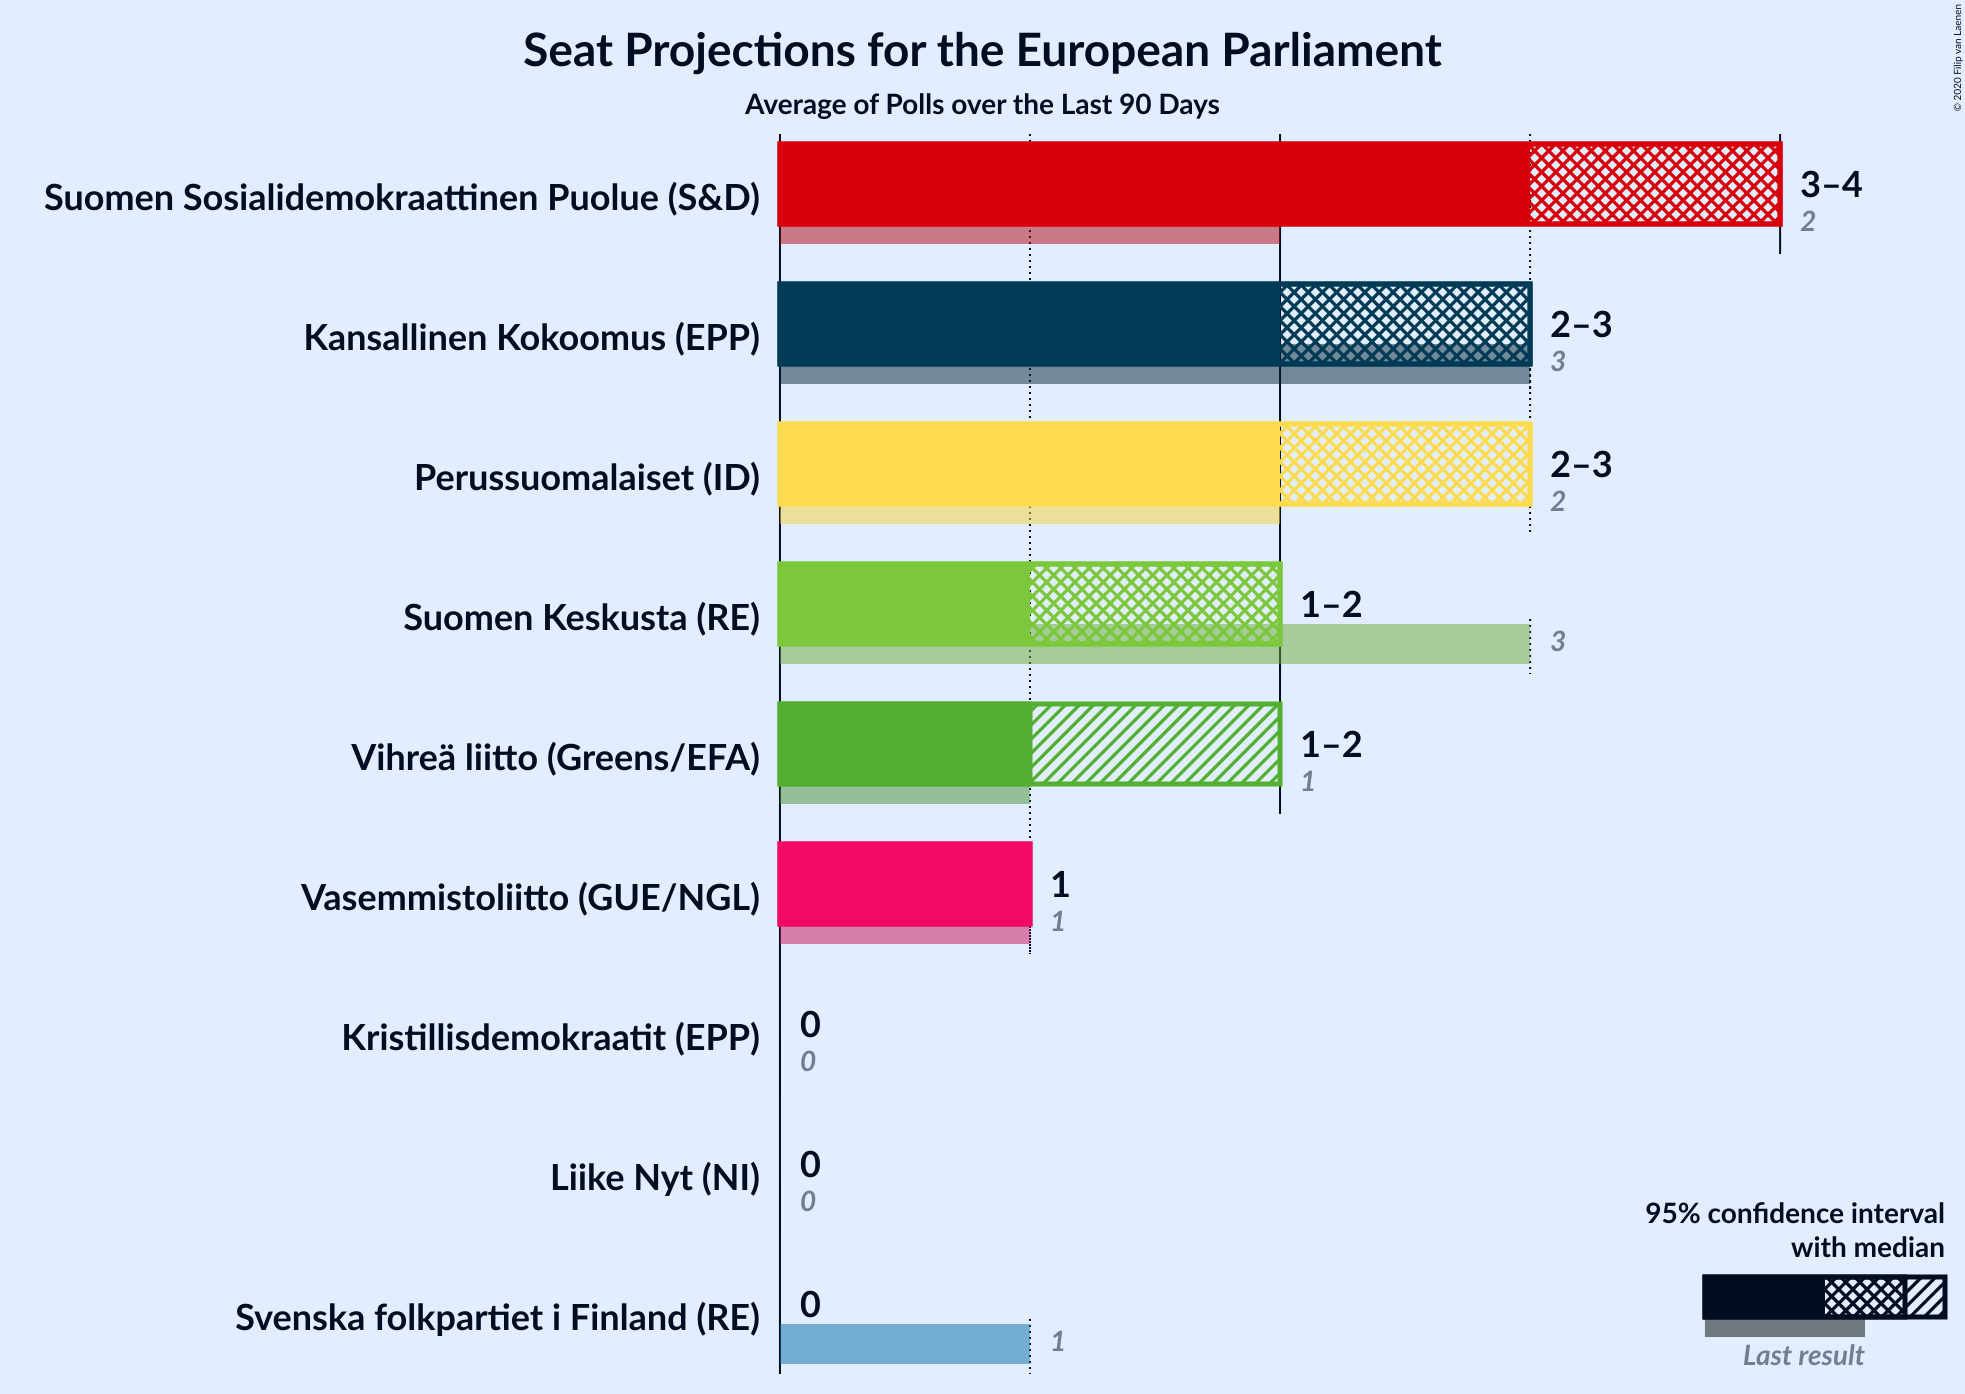 Seat Projections for the European Parliament
Average of Polls over the Last 90 Days
© 2020 Filip van Laenen
Suomen Sosialidemokraattinen Puolue (S&D)
3–4
2
Kansallinen Kokoomus (EPP)
2–3
3
Perussuomalaiset (ID)
2–3
2
Suomen Keskusta (RE)
1–2
3
Vihreä liitto (Greens/EFA)
1–2
1
Vasemmistoliitto (GUE/NGL)
1
1
Kristillisdemokraatit (EPP)
0
0
Liike Nyt (NI)
0
0
Svenska folkpartiet i Finland (RE)
0
1
95% confidence interval
with median
Last result